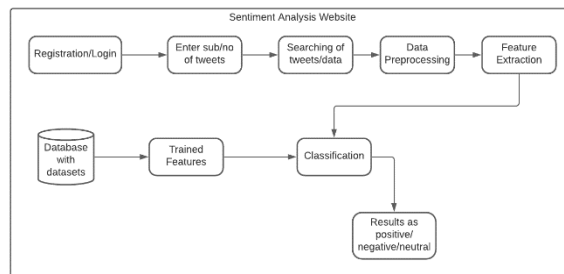 Sentiment Analysis Website
Registration/Login
Enter sub/no
of tweets
Searching of
tweets/data
Data
Preprocessing
Feature
Extraction
Database
with
datasets
Trained
Features
Classification
Results as
positive/
negative/neutral